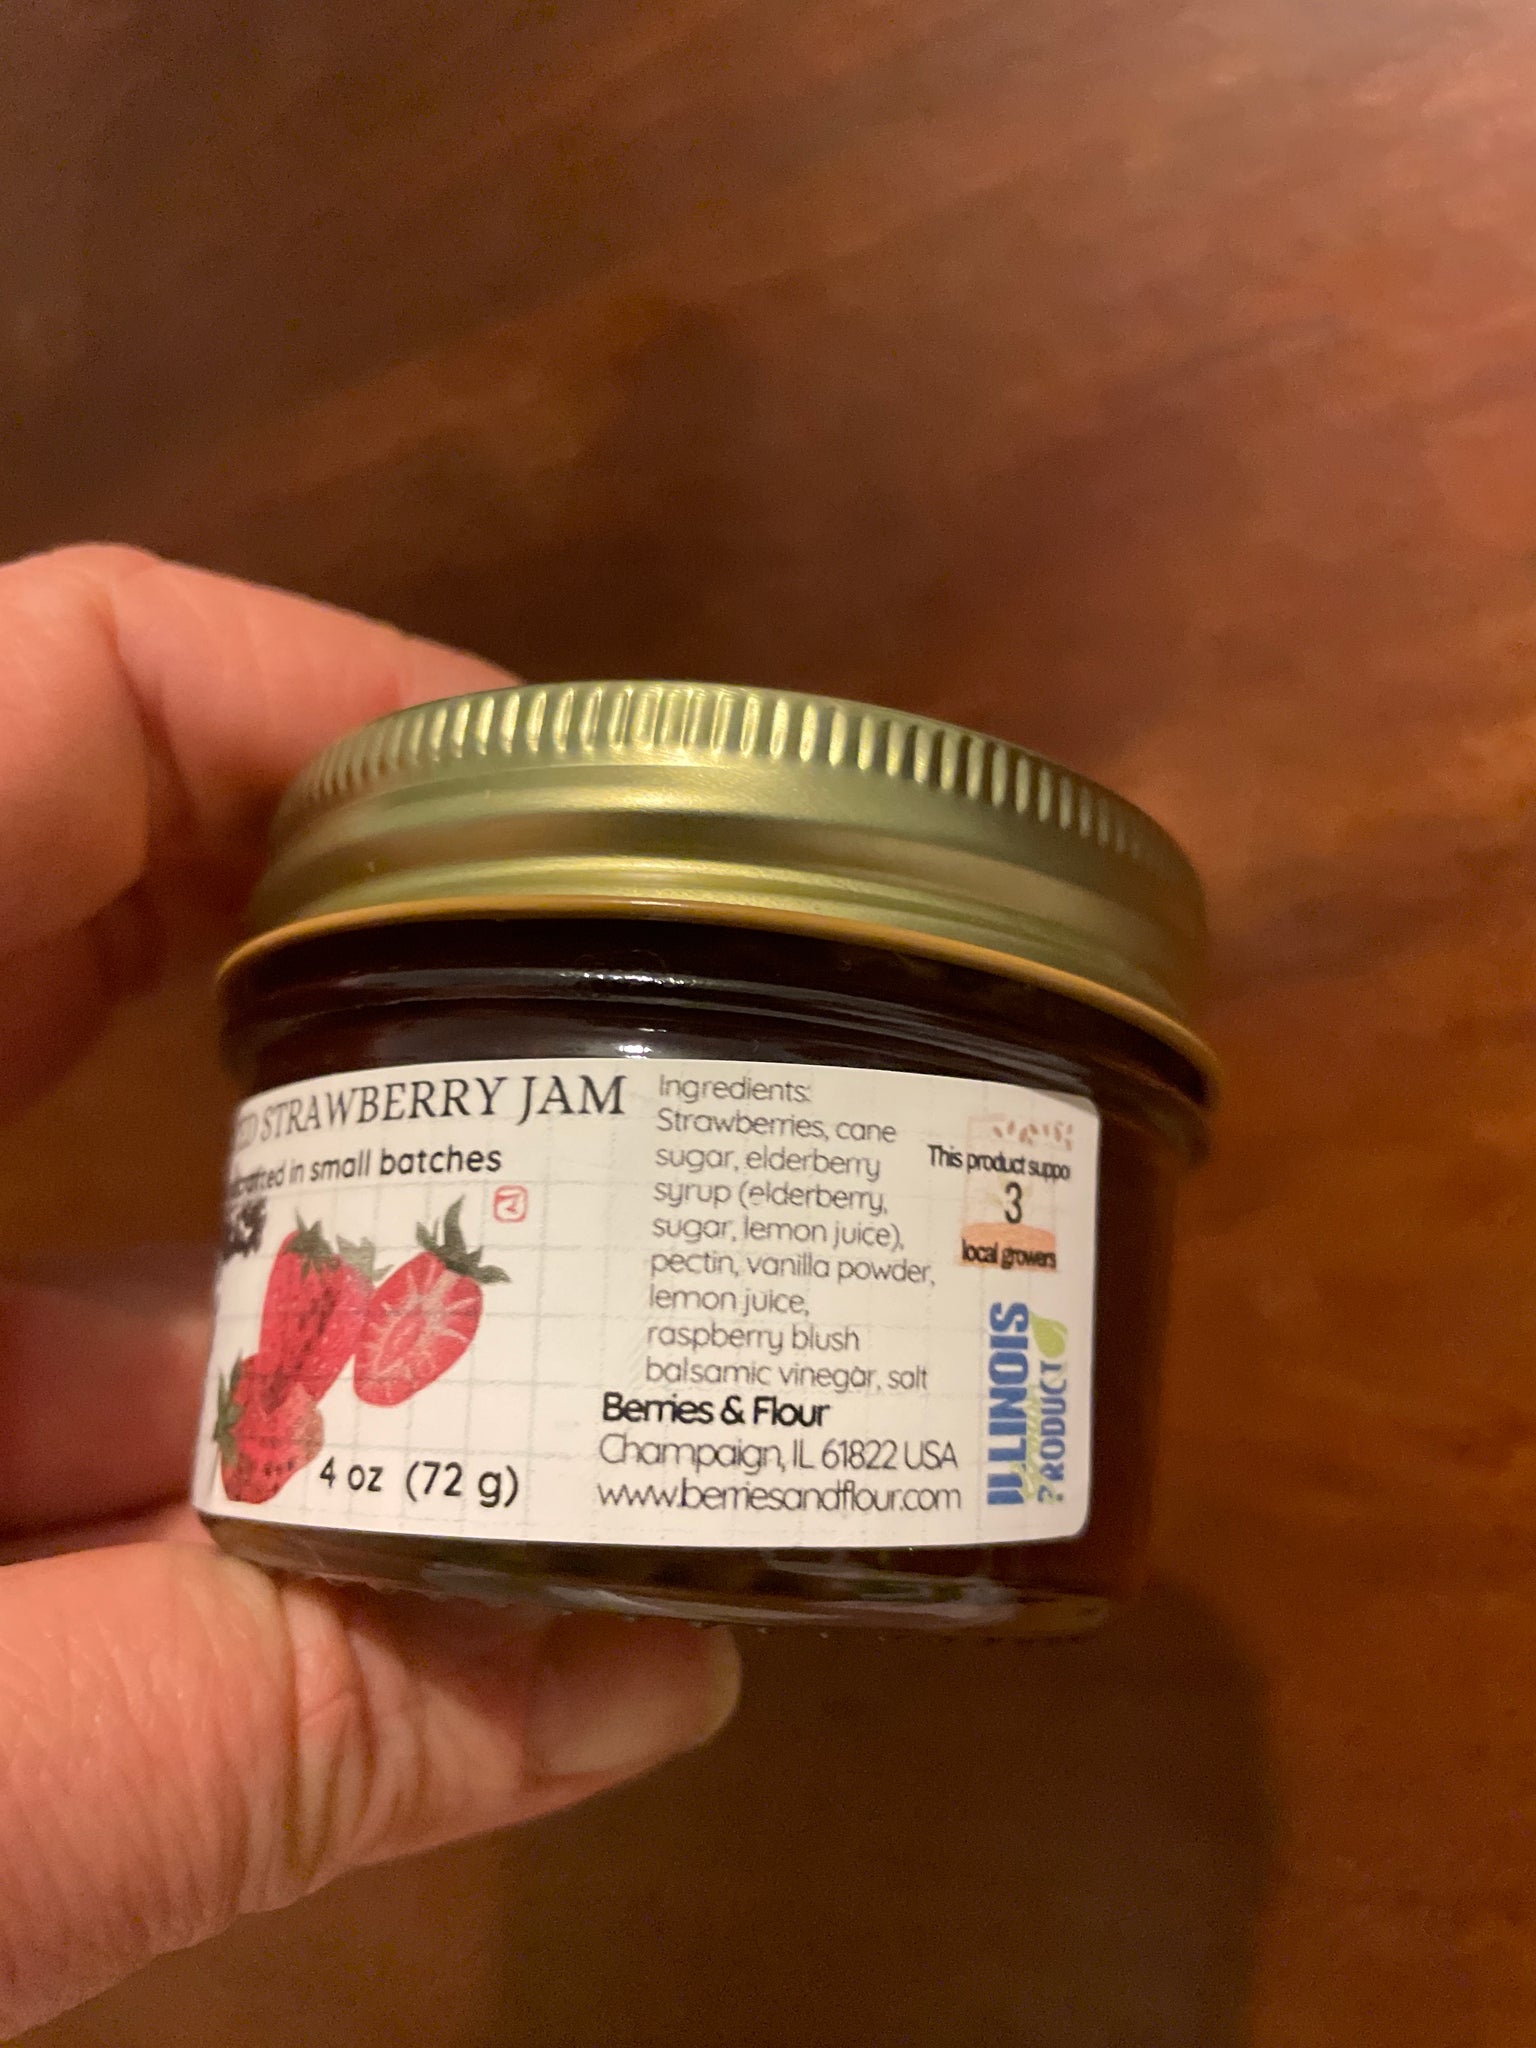 STRAWBERRY JAM
in small batches
4 oz (72 g)
Ingredients:
Strawberries, cane
sugar, elderberry
syrup (elderberry,
sugar, lemon juice),
pectin, vanilla powder,
lemon juice,
raspberry blush
balsamic vinegar, salt
Berries & Flour
Champaign, IL 61822 USA
www.berriesandflour.com
This product suppo
3
local growers
ILLINOIS
PRODUCT